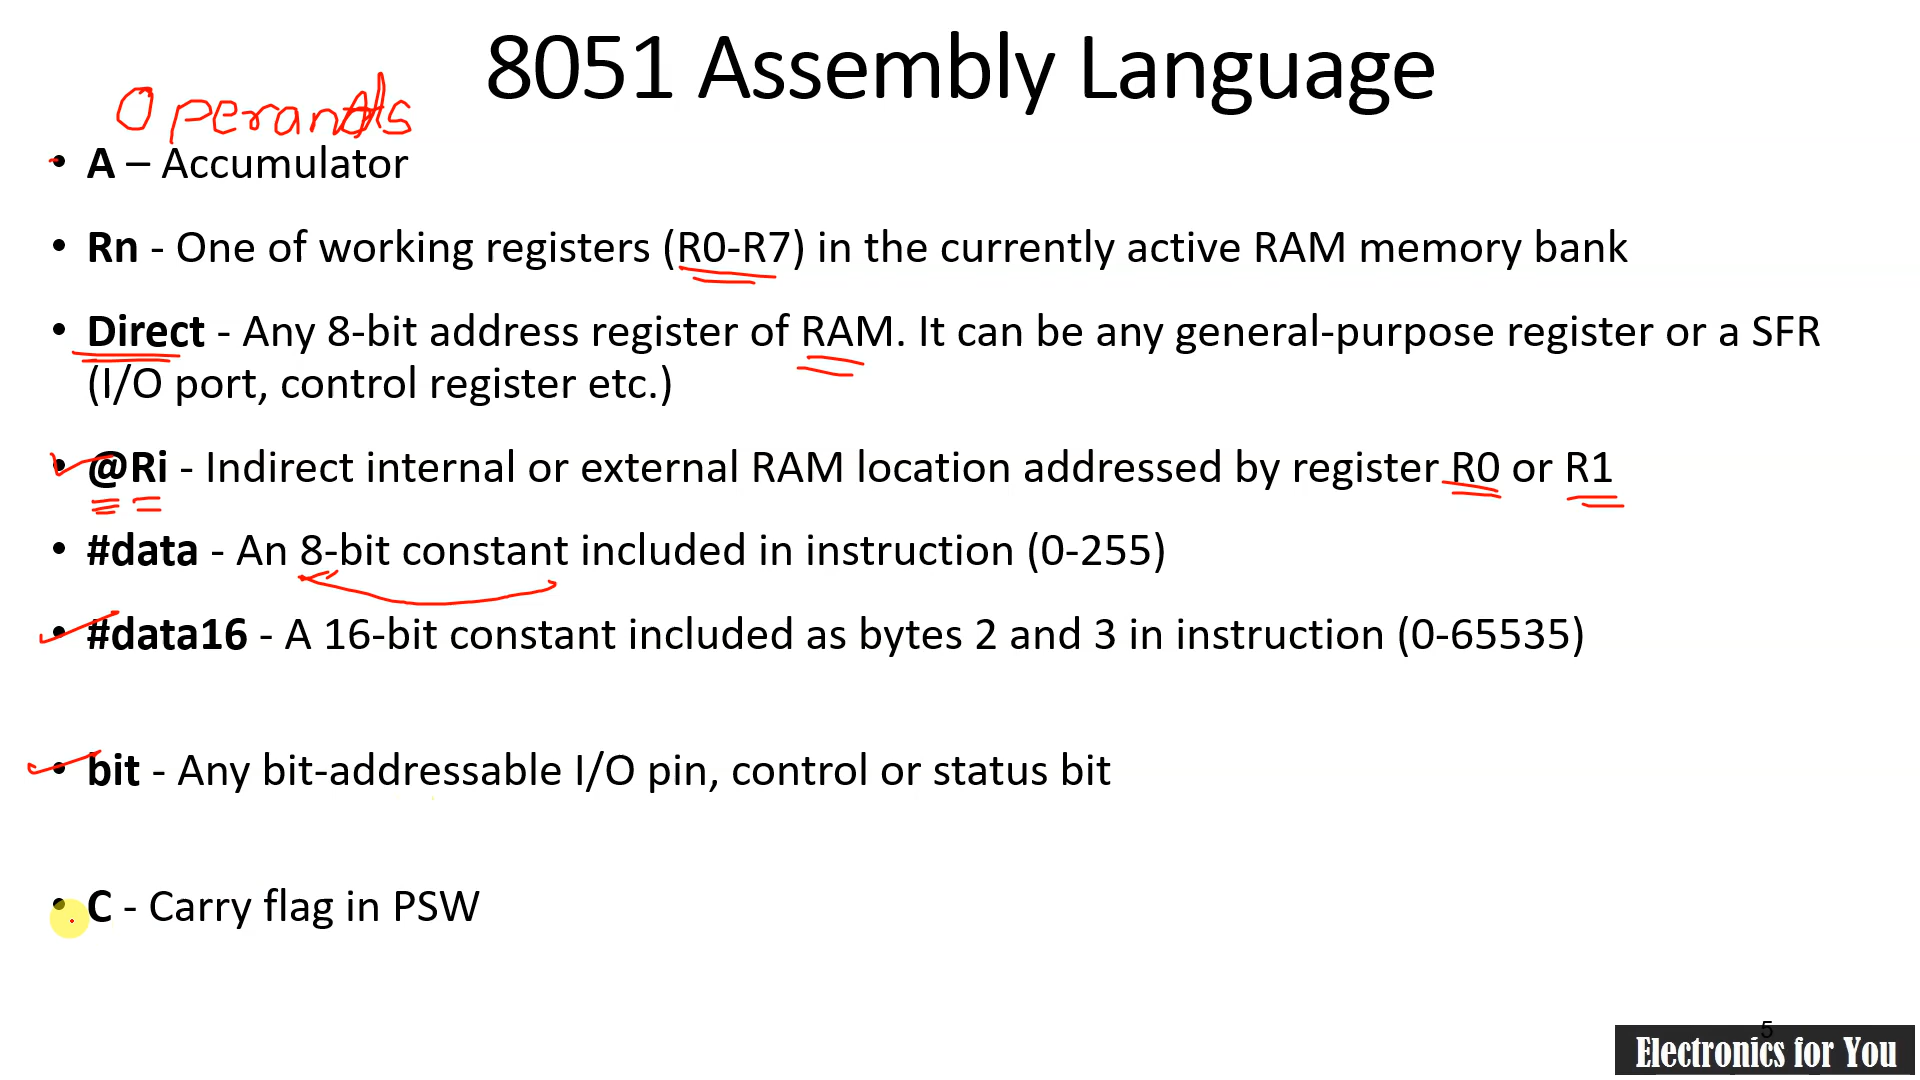 8051 Assembly Language
Operands
• A – Accumulator
• Rn - One of working registers (R0-R7) in the currently active RAM memory bank
• Direct - Any 8-bit address register of RAM. It can be any general-purpose register or a SFR
(I/O port, control register etc.)
• @Ri - Indirect internal or external RAM location addressed by register R0 or R1
• #data - An 8-bit constant included in instruction (0-255)
• #data16 - A 16-bit constant included as bytes 2 and 3 in instruction (0-65535)
• bit - Any bit-addressable I/O pin, control or status bit
• C - Carry flag in PSW
5
Electronics for You